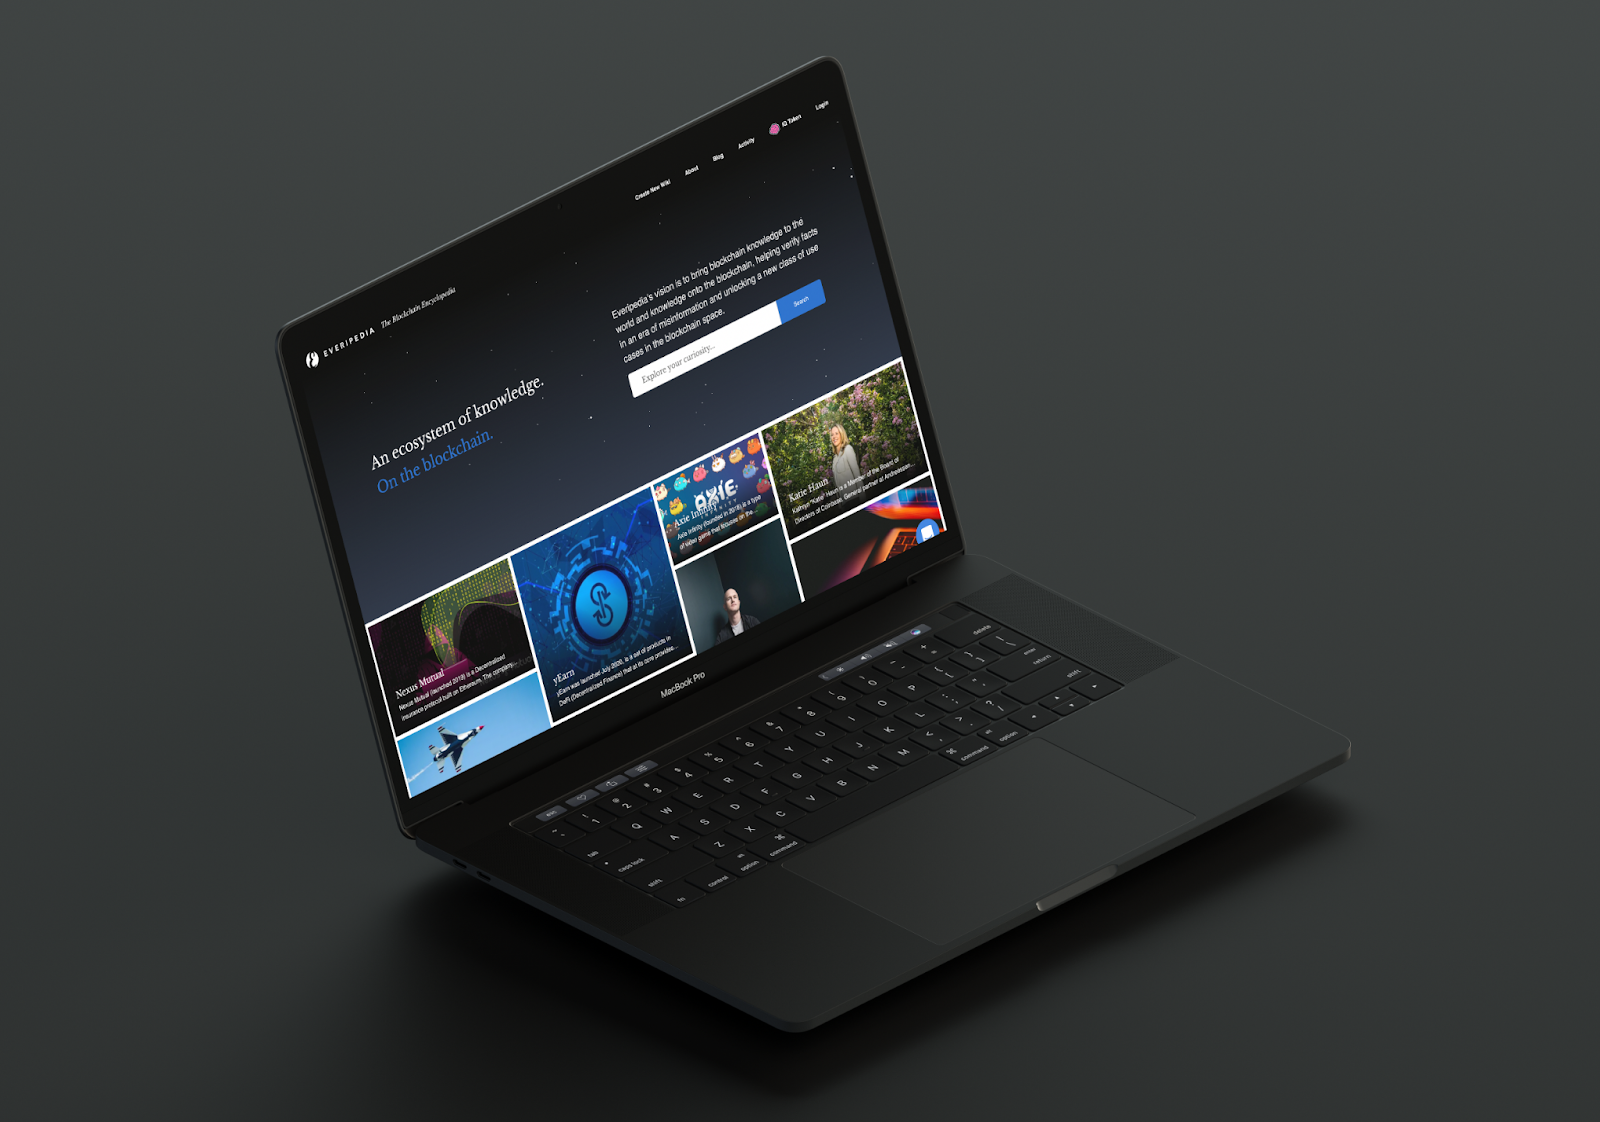 Create New Wiki
About
Blog
Activity
IQ Token
Login
EVERIPEDIA The Blockchain Encyclopedia
Everipedia's vision is to bring blockchain knowledge to the
world and knowledge onto the blockchain, helping verify facts
in an era of misinformation and unlocking a new class of use
cases in the blockchain space.
Explore your curiosity...
Search
An ecosystem of knowledge.
On the blockchain.
Nexus Mutual
Nexus Mutual (launched 2019) is a Decentralized
insurance protocol built on Ethereum. The company...
yEarn
yEarn was launched July 2020, is a set of products in
DeFi (Decentralized Finance) that at its core provides...
AXIE
INFINITY
Axie Infinity
Axie Infinity (founded in 2018) is a type
of video game that focuses on the...
Katie Haun
Kathryn "Katie" Haun is a Member of the Board of
Directors of Coinbase, General partner at Andreessen...
MacBook Pro
esc
~ 1 2 3 4 5 6 7 8 9 0 - + delete
tab Q W E R T Y U I O P { }
caps lock A S D F G H J K L : " enter return
shift Z X C V B N M < > ? shift
fn control alt option command command alt option